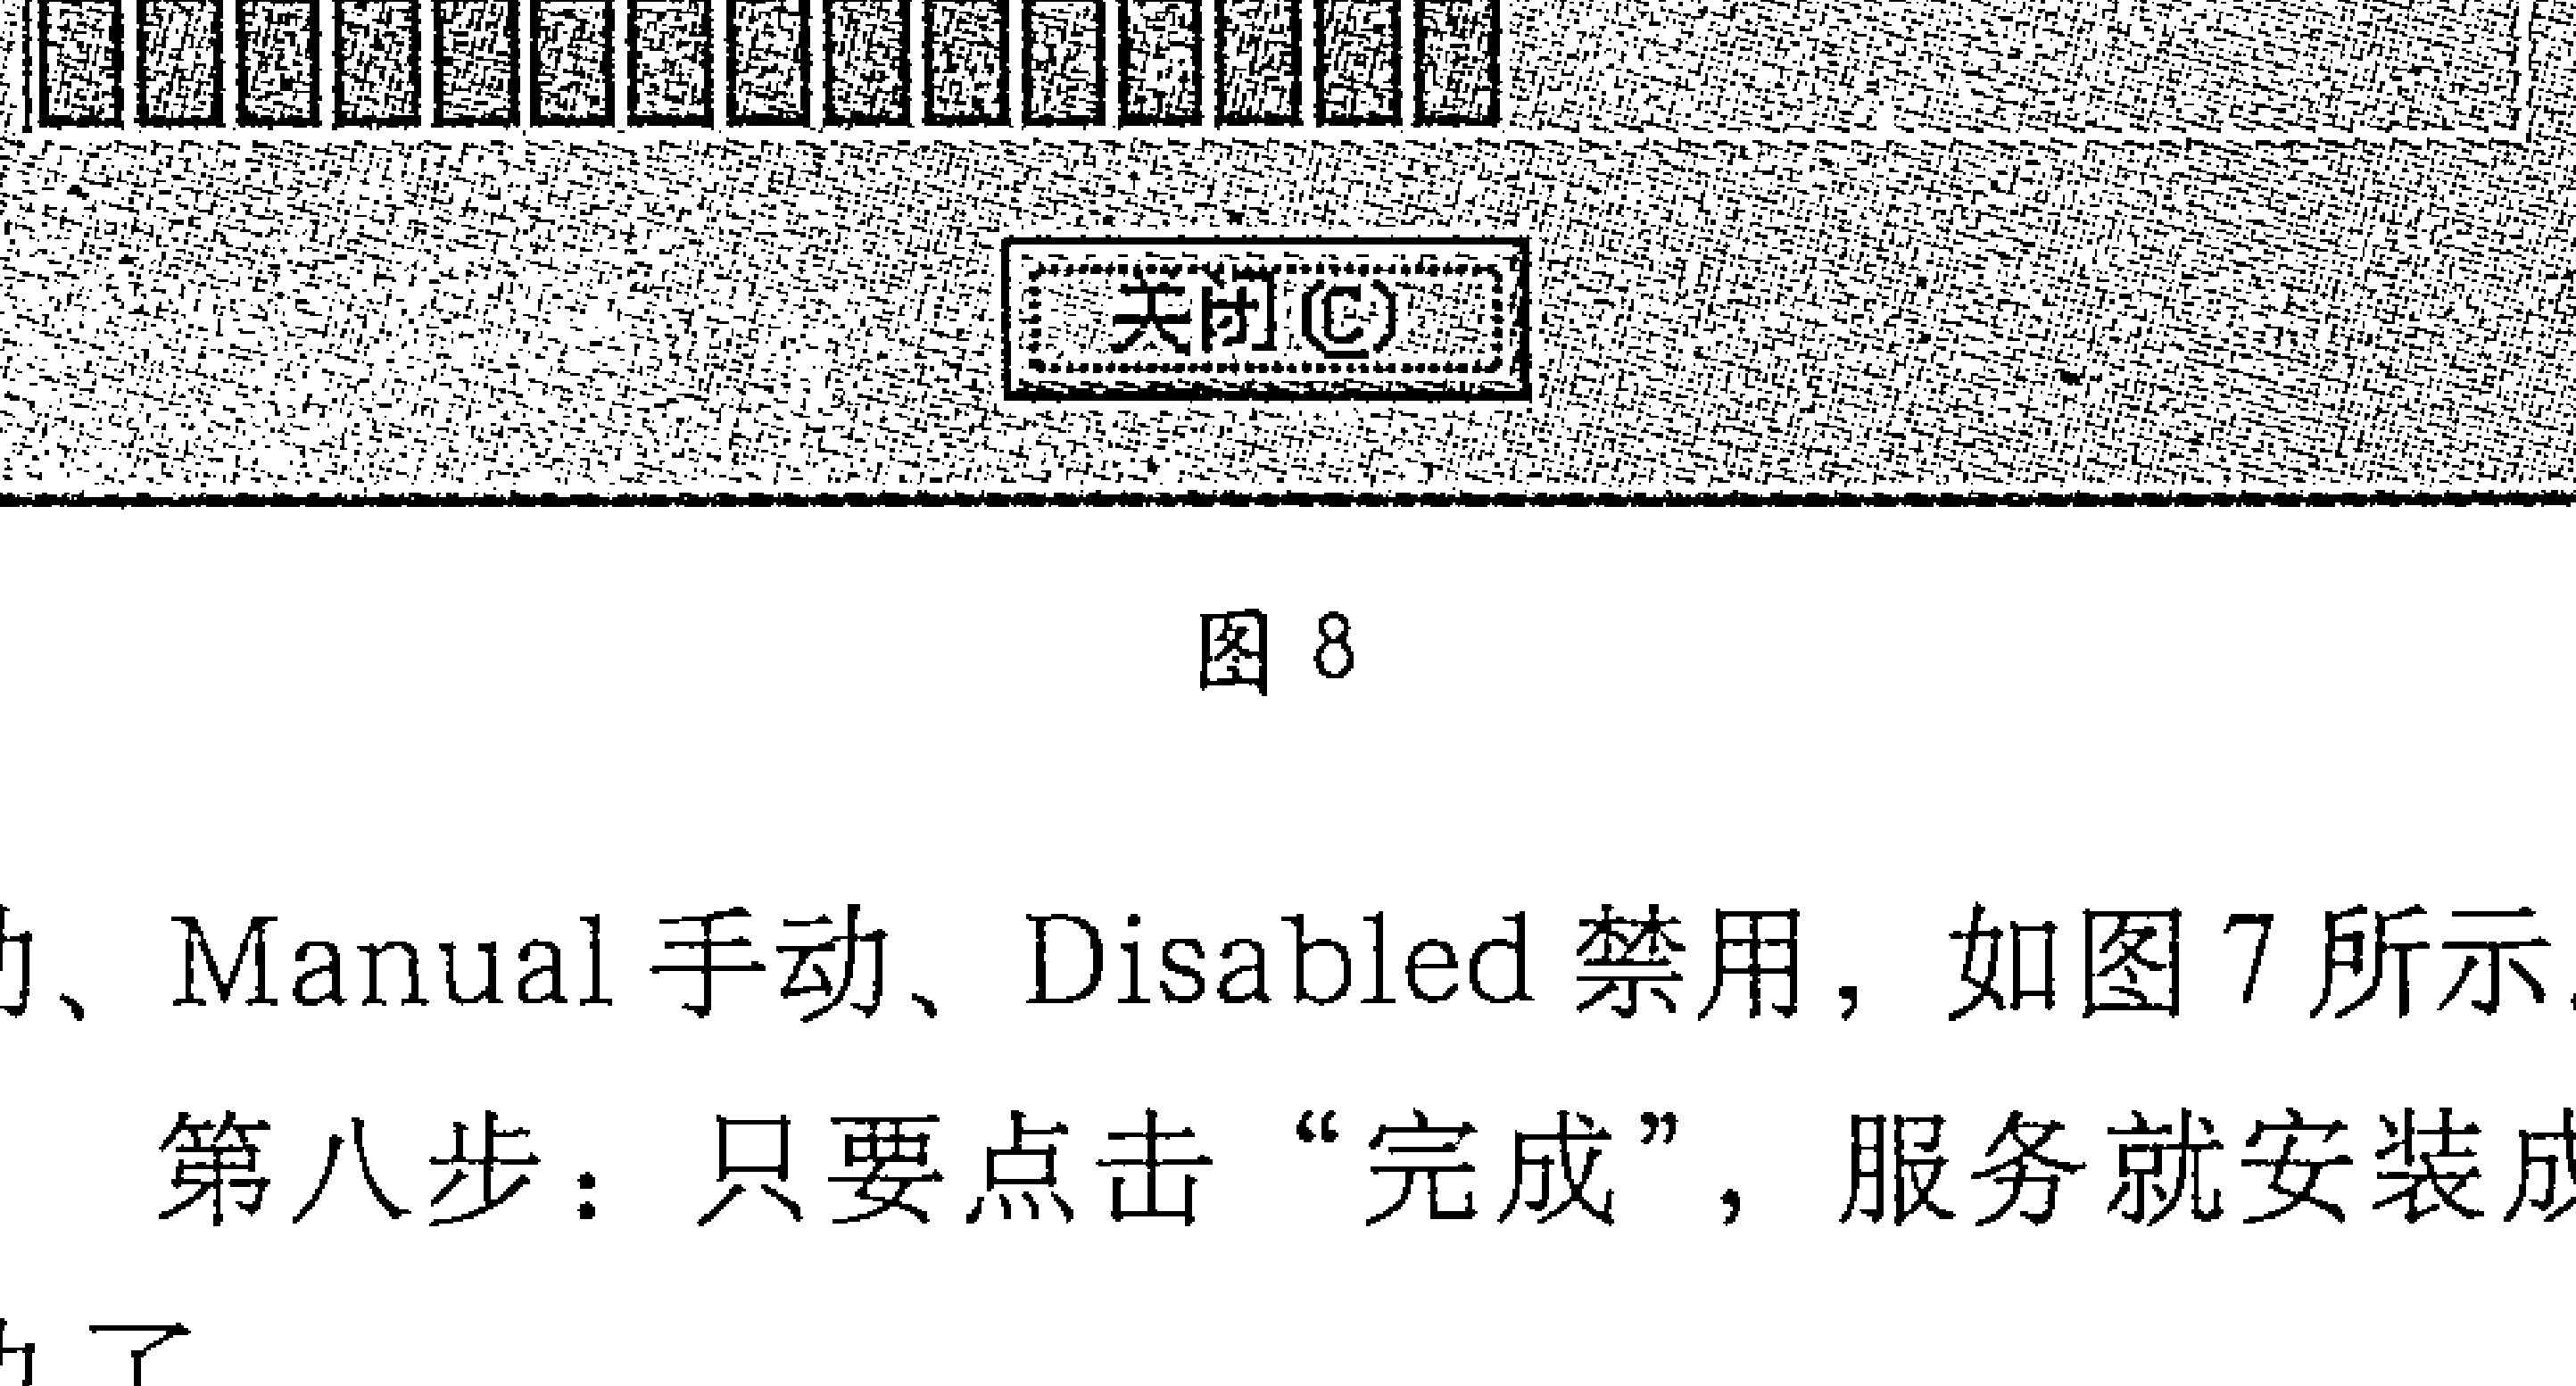 关闭(C)
图 8
、Manual 手动、Disabled 禁用，如图 7 所示
第八步：只要点击“完成”，服务就安装成
了